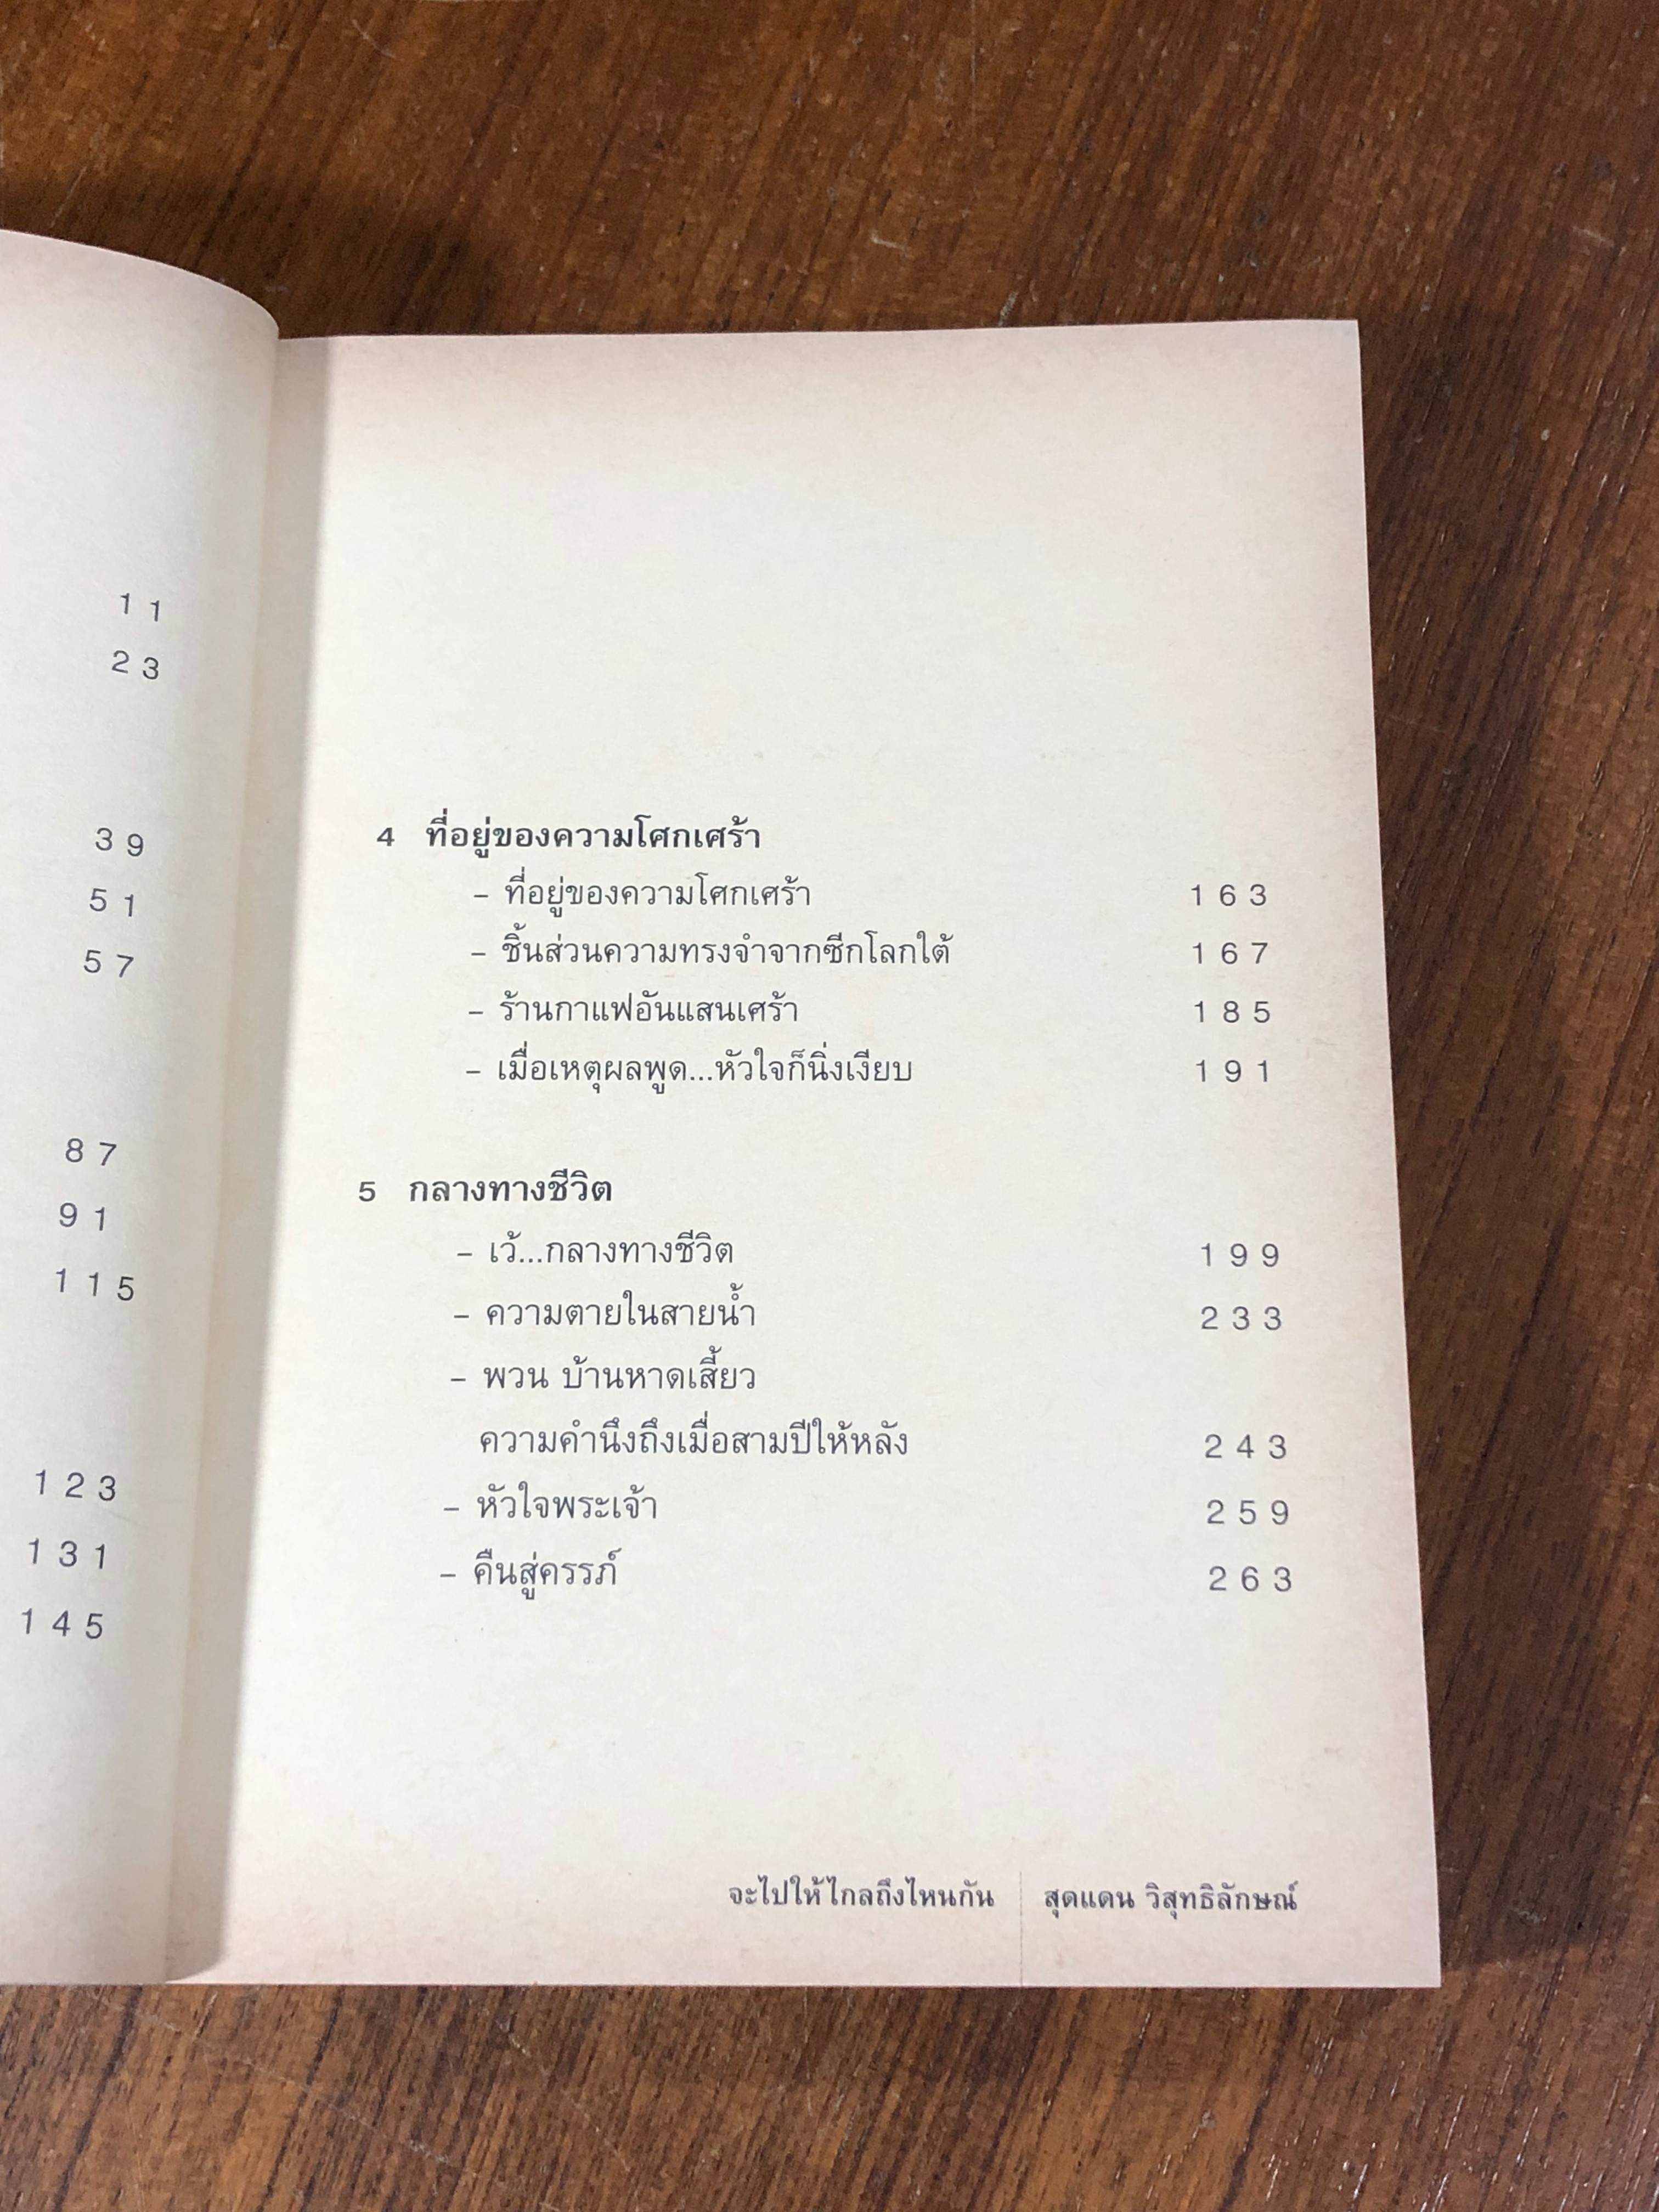 11
23
39
51
57
87
91
115
123
131
145
4 ที่อยู่ของความโศกเศร้า
– ที่อยู่ของความโศกเศร้า 163
– ชิ้นส่วนความทรงจำจากซีกโลกใต้ 167
– ร้านกาแฟอันแสนเศร้า 185
– เมื่อเหตุผลพูด...หัวใจก็นิ่งเงียบ 191
5 กลางทางชีวิต
– เว้...กลางทางชีวิต 199
– ความตายในสายน้ำ 233
– พวน บ้านหาดเสี้ยว
ความคำนึงถึงเมื่อสามปีให้หลัง 243
– หัวใจพระเจ้า 259
– คืนสู่ครรภ์ 263
จะไปให้ไกลถึงไหนกัน สุดแดน วิสุทธิลักษณ์